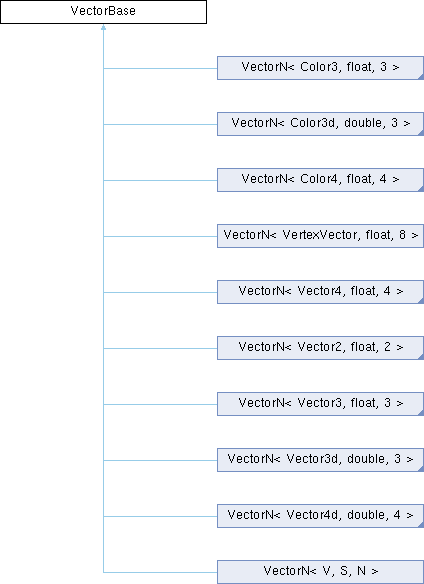 VectorBase
VectorN< Color3, float, 3 >
VectorN< Color3d, double, 3 >
VectorN< Color4, float, 4 >
VectorN< VertexVector, float, 8 >
VectorN< Vector4, float, 4 >
VectorN< Vector2, float, 2 >
VectorN< Vector3, float, 3 >
VectorN< Vector3d, double, 3 >
VectorN< Vector4d, double, 4 >
VectorN< V, S, N >